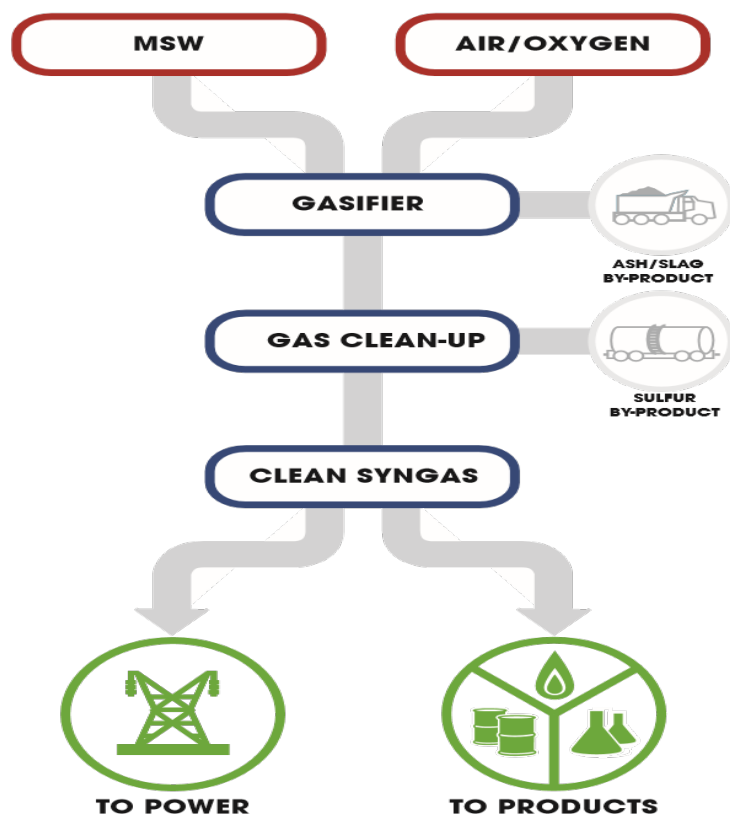 MSW
AIR/OXYGEN
GASIFIER
ASH/SLAG
BY-PRODUCT
GAS CLEAN-UP
SULFUR
BY-PRODUCT
CLEAN SYNGAS
TO POWER
TO PRODUCTS